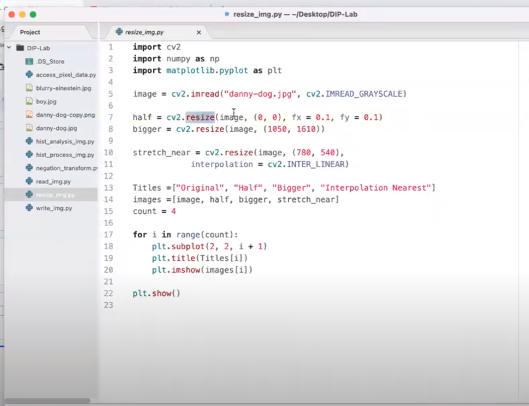 resize_img.py — ~/Desktop/DIP-Lab
Project
resize_img.py
DIP-Lab
.DS_Store
access_pixel_data.py
blurry-einestein.jpg
boy.jpg
danny-dog-copy.png
danny-dog.jpg
hist_analysis_img.py
hist_process_img.py
negation_transform.p
read_img.py
resize_img.py
write_img.py
1 import cv2
2 import numpy as np
3 import matplotlib.pyplot as plt
4
5 image = cv2.imread("danny-dog.jpg", cv2.IMREAD_GRAYSCALE)
6
7 half = cv2.resize(image, (0, 0), fx = 0.1, fy = 0.1)
8 bigger = cv2.resize(image, (1050, 1610))
9
10 stretch_near = cv2.resize(image, (780, 540),
11 interpolation = cv2.INTER_LINEAR)
12
13 Titles =["Original", "Half", "Bigger", "Interpolation Nearest"]
14 images =[image, half, bigger, stretch_near]
15 count = 4
16
17 for i in range(count):
18 plt.subplot(2, 2, i + 1)
19 plt.title(Titles[i])
20 plt.imshow(images[i])
21
22 plt.show()
23